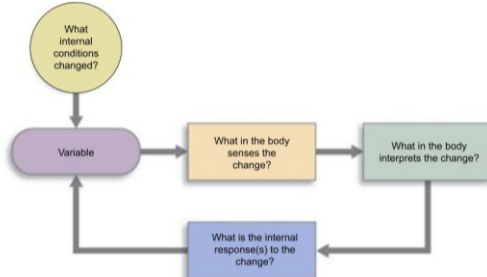 What
internal
conditions
changed?
Variable
What in the body
senses the
change?
What in the body
interprets the change?
What is the internal
response(s) to the
change?